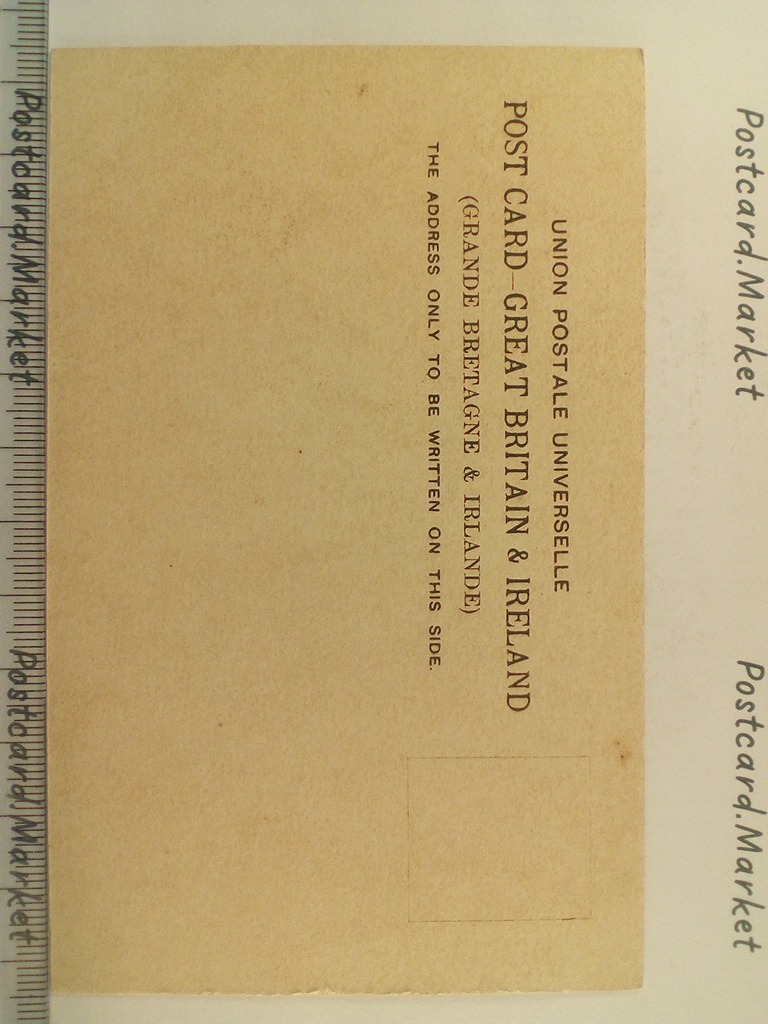 UNION POSTALE UNIVERSELLE
POST CARD–GREAT BRITAIN & IRELAND
(GRANDE BRETAGNE & IRLANDE)
THE ADDRESS ONLY TO BE WRITTEN ON THIS SIDE.
Postcard.Market
Postcard.Market
Postcard.Market
Postcard.Market